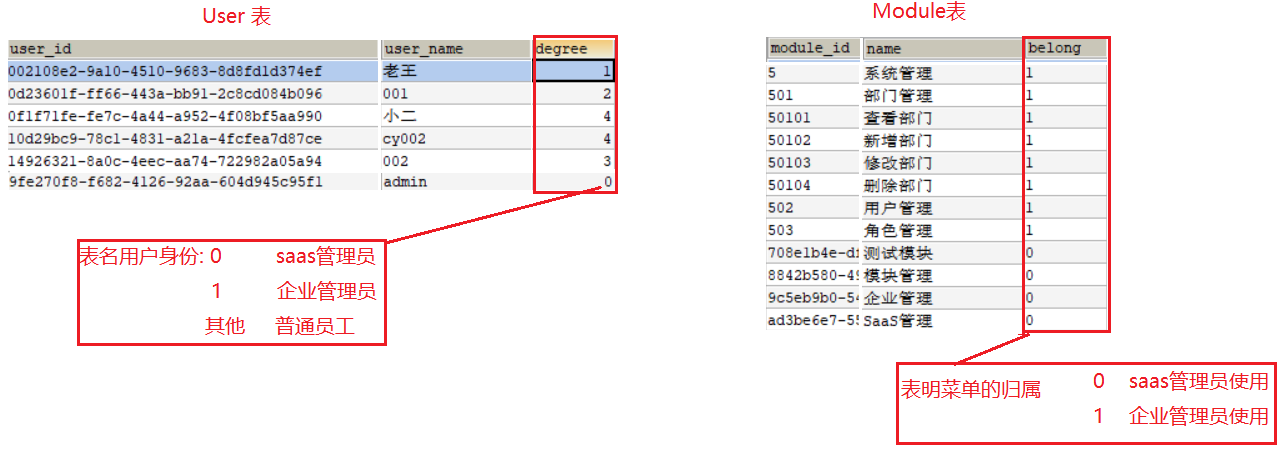 User 表
user_id user_name degree
002108e2-9a10-4510-9683-8d8fd1d374ef 老王 1
0d23601f-ff66-443a-bb91-2c8cd084b096 001 2
0f1f71fe-fe7c-4a44-a952-4f08bf5aa990 小二 4
10d29bc9-78c1-4831-a21a-4fcfea7d87ce cy002 4
14926321-8a0c-4eec-aa74-722982a05a94 002 3
9fe270f8-f682-4126-92aa-604d945c95f1 admin 0
表名用户身份: 0 saas管理员
1 企业管理员
其他 普通员工
Module表
module_id name belong
5 系统管理 1
501 部门管理 1
50101 查看部门 1
50102 新增部门 1
50103 修改部门 1
50104 删除部门 1
502 用户管理 1
503 角色管理 1
708e1b4e-d 测试模块 0
8842b580-49 模块管理 0
9c5eb9b0-54 企业管理 0
ad3be6e7-55 SaaS管理 0
表明菜单的归属 0 saas管理员使用
1 企业管理员使用